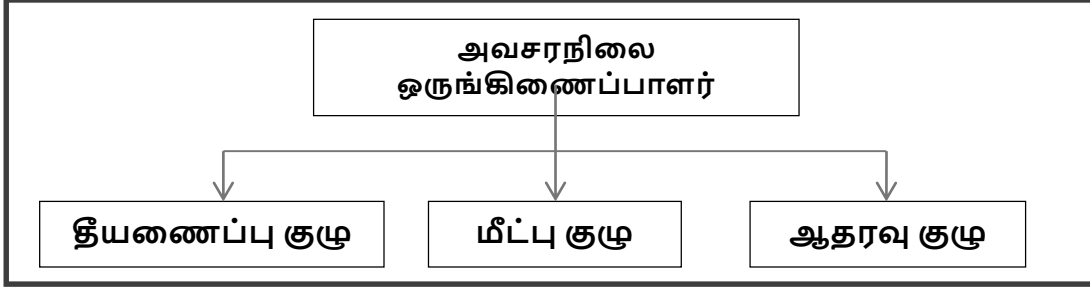 அவசரநிலை
ஒருங்கிணைப்பாளர்
தீயணைப்பு குழு
மீட்பு குழு
ஆதரவு குழு